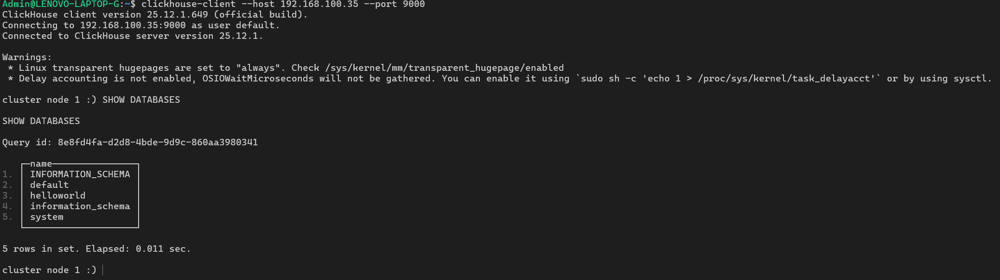 Admin@LENOVO-LAPTOP-G:~$ clickhouse-client --host 192.168.100.35 --port 9000
ClickHouse client version 25.12.1.649 (official build).
Connecting to 192.168.100.35:9000 as user default.
Connected to ClickHouse server version 25.12.1.
Warnings:
* Linux transparent hugepages are set to "always". Check /sys/kernel/mm/transparent_hugepage/enabled
* Delay accounting is not enabled, OSIOWaitMicroseconds will not be gathered. You can enable it using `sudo sh -c 'echo 1 > /proc/sys/kernel/task_delayacct'` or by using sysctl.
cluster node 1 :) SHOW DATABASES
SHOW DATABASES
Query id: 8e8fd4fa-d2d8-4bde-9d9c-860aa3980341
name
1. INFORMATION_SCHEMA
2. default
3. helloworld
4. information_schema
5. system
5 rows in set. Elapsed: 0.011 sec.
cluster node 1 :)